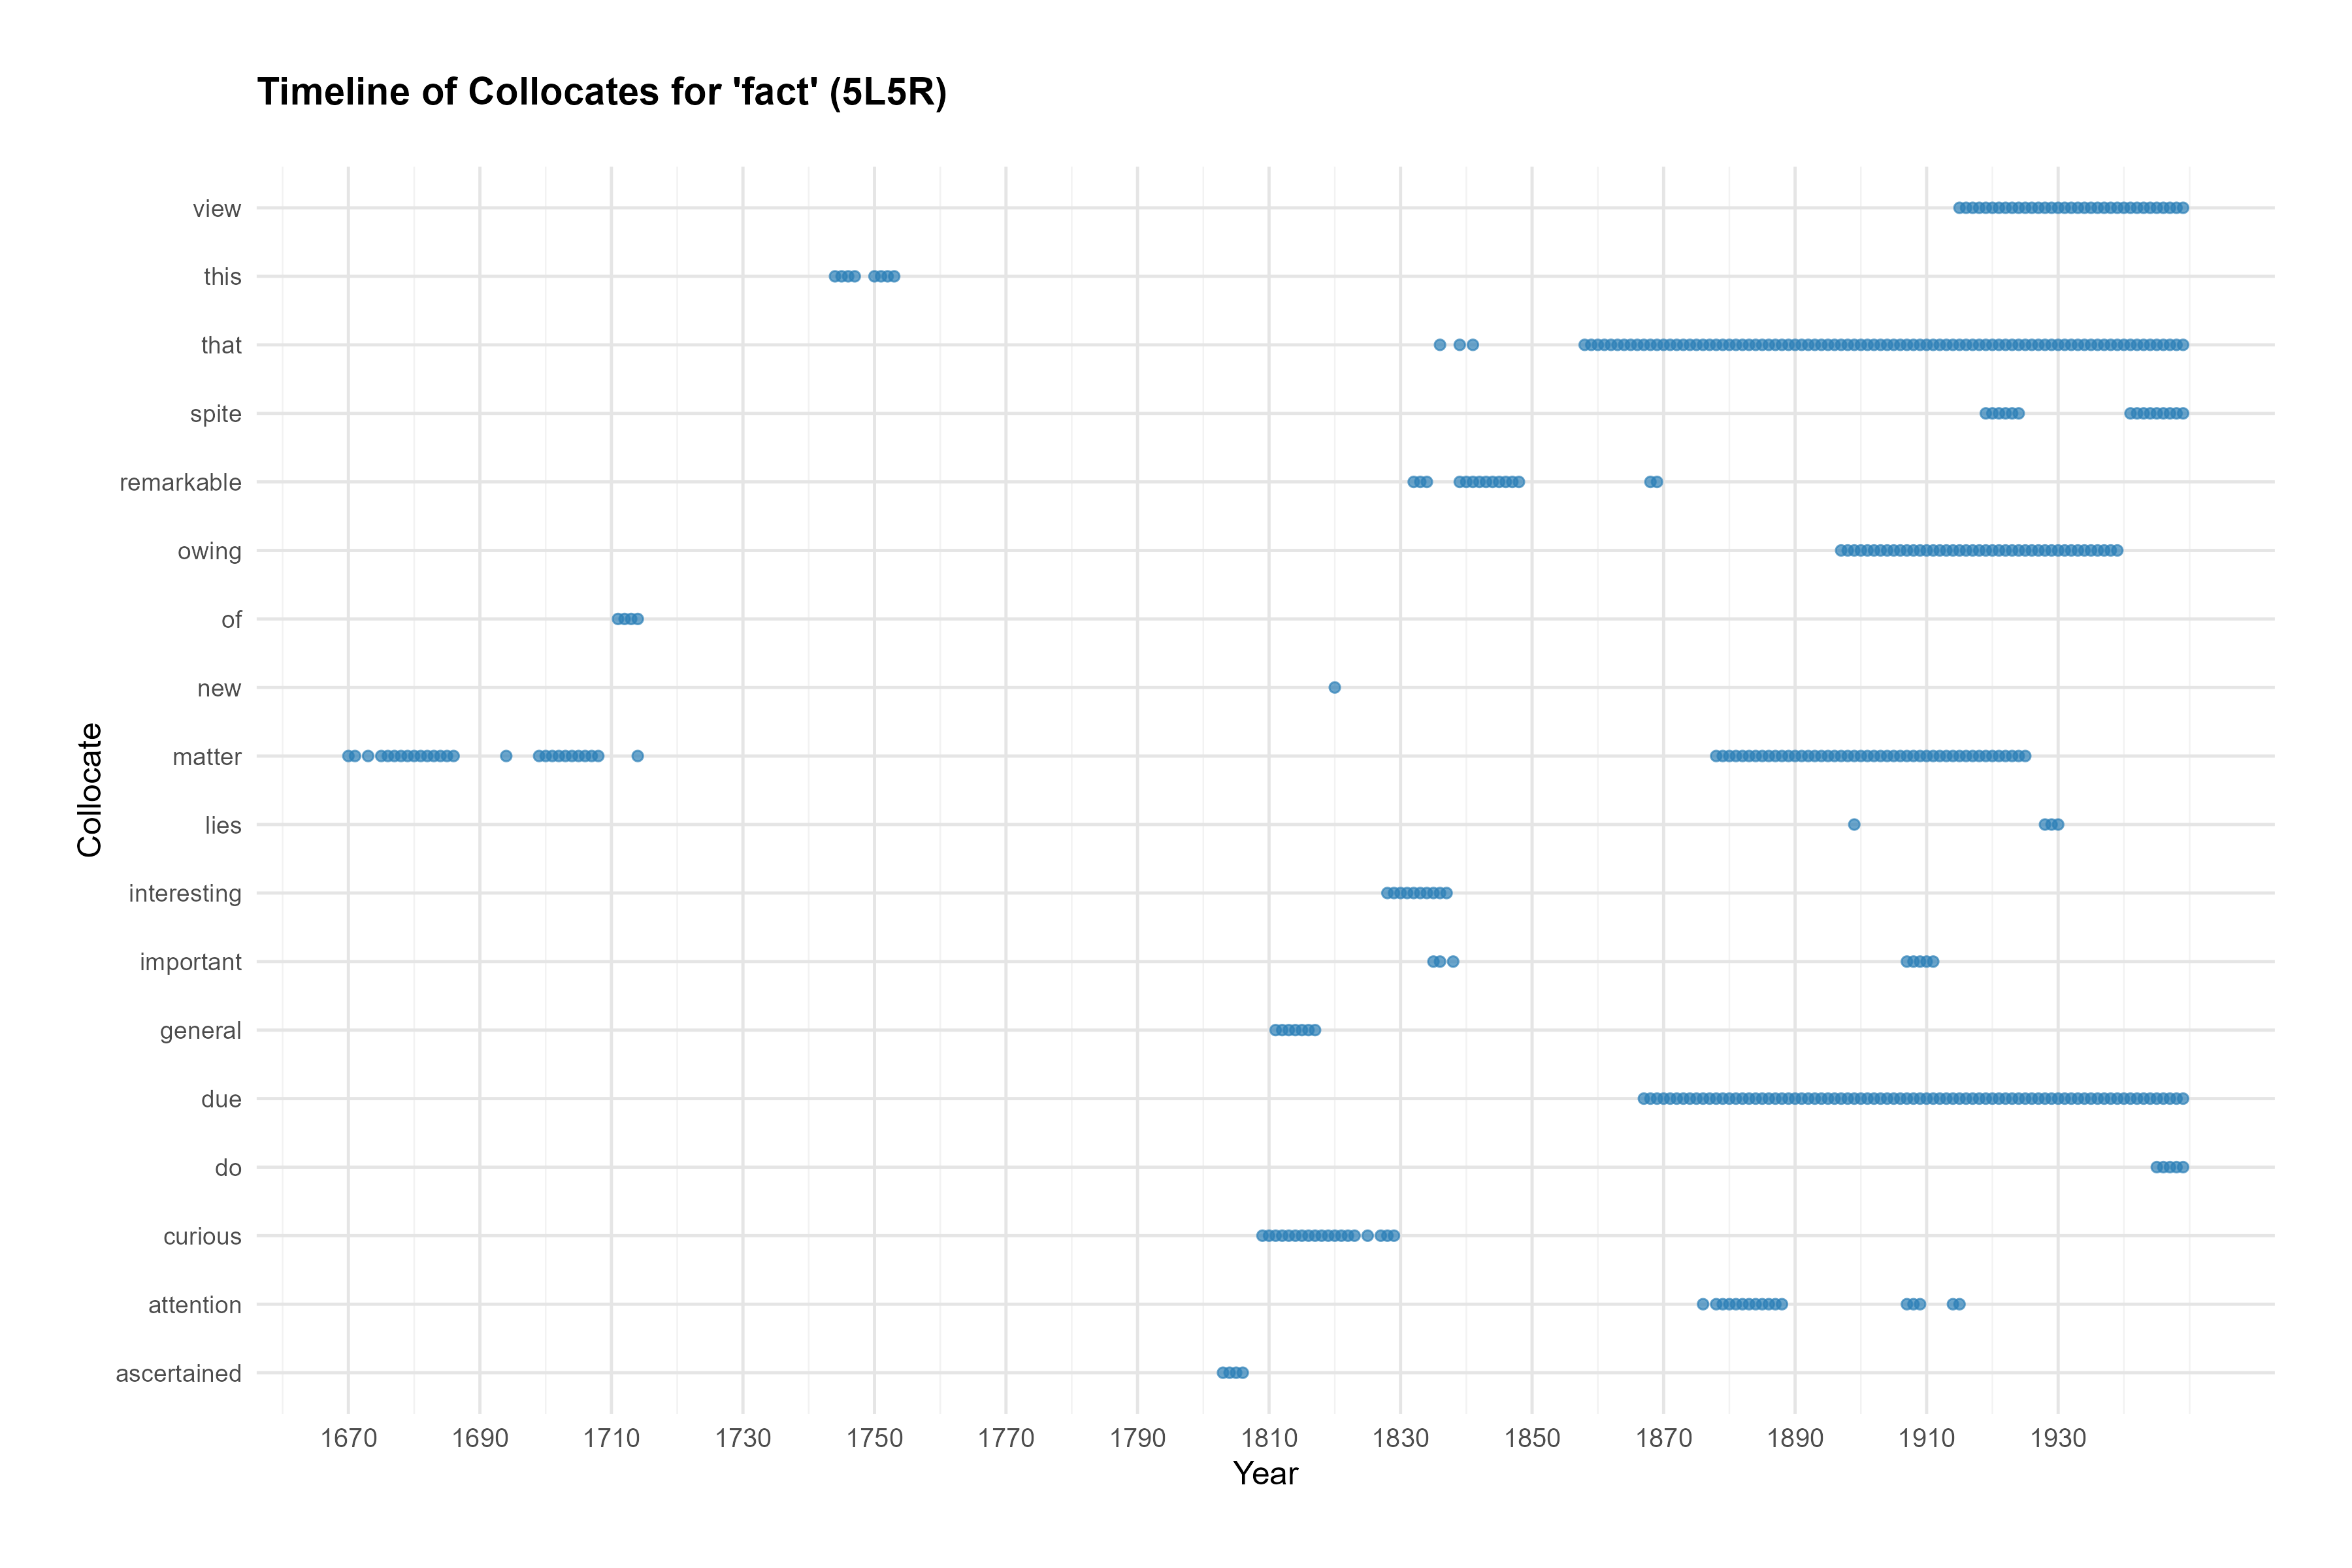 Timeline of Collocates for 'fact' (5L5R)
view
this
that
spite
remarkable
owing
of
new
matter
lies
interesting
important
general
due
do
curious
attention
ascertained
Collocate
1670 1690 1710 1730 1750 1770 1790 1810 1830 1850 1870 1890 1910 1930
Year